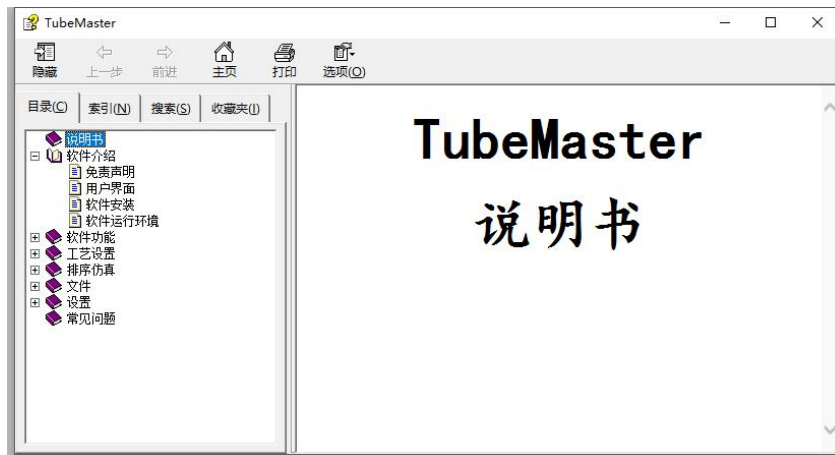 TubeMaster
隐藏 上一步 前进 主页 打印 选项(O)
目录(C) 索引(N) 搜索(S) 收藏夹(I)
说明书
软件介绍
免责声明
用户界面
软件安装
软件运行环境
软件功能
工艺设置
排序仿真
文件
设置
常见问题
TubeMaster
说明书